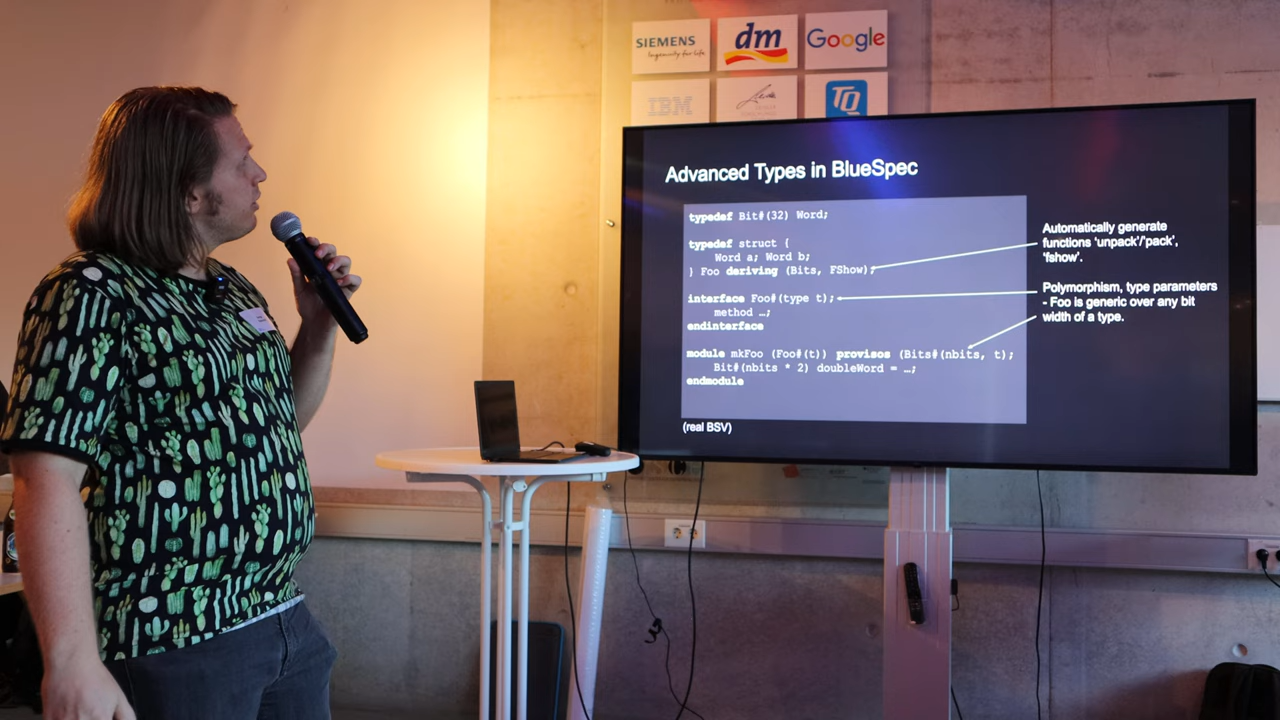 SIEMENS
Ingenuity for life
dm
Google
IBM
TQ
Advanced Types in BlueSpec
typedef Bit#(32) Word;
typedef struct {
Word a; Word b;
} Foo deriving (Bits, FShow);
interface Foo#(type t);
method …;
endinterface
module mkFoo (Foo#(t)) provisos (Bits#(nbits, t);
Bit#(nbits * 2) doubleWord = …;
endmodule
(real BSV)
Automatically generate
functions ‘unpack’/’pack’,
‘fshow’.
Polymorphism, type parameters
- Foo is generic over any bit
width of a type.